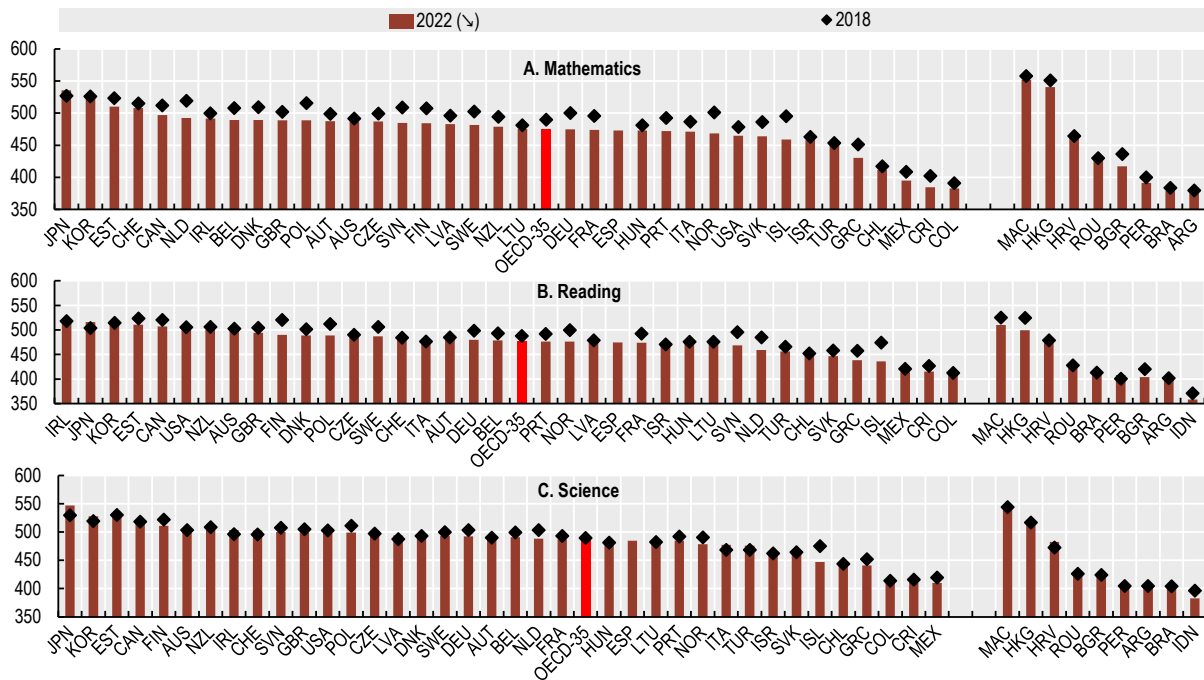 2022 (↘) 2018
A. Mathematics
600
550
500
450
400
350
JPN KOR EST CHE CAN NLD IRL BEL DNK GBR POL AUT AUS CZE SVN FIN LVA SWE NZL LTU OECD-35 DEU FRA ESP HUN PRT ITA NOR USA SVK ISL ISR TUR GRC CHL MEX CRI COL MAC HKG HRV ROU BGR PER BRA ARG
B. Reading
600
550
500
450
400
350
IRL JPN KOR EST CAN USA NZL AUS GBR FIN DNK POL CZE SWE CHE ITA AUT DEU BEL OECD-35 PRT NOR LVA ESP FRA ISR HUN LTU SVN NLD TUR CHL SVK GRC ISL MEX CRI COL MAC HKG HRV ROU BRA PER BGR ARG IDN
C. Science
600
550
500
450
400
350
JPN KOR EST CAN FIN AUS NZL IRL CHE SVN GBR USA POL CZE LVA DNK SWE DEU AUT BEL NLD FRA OECD-35 HUN ESP LTU PRT NOR ITA TUR ISR SVK ISL CHL GRC COL CRI MEX MAC HKG HRV ROU BGR PER ARG BRA IDN